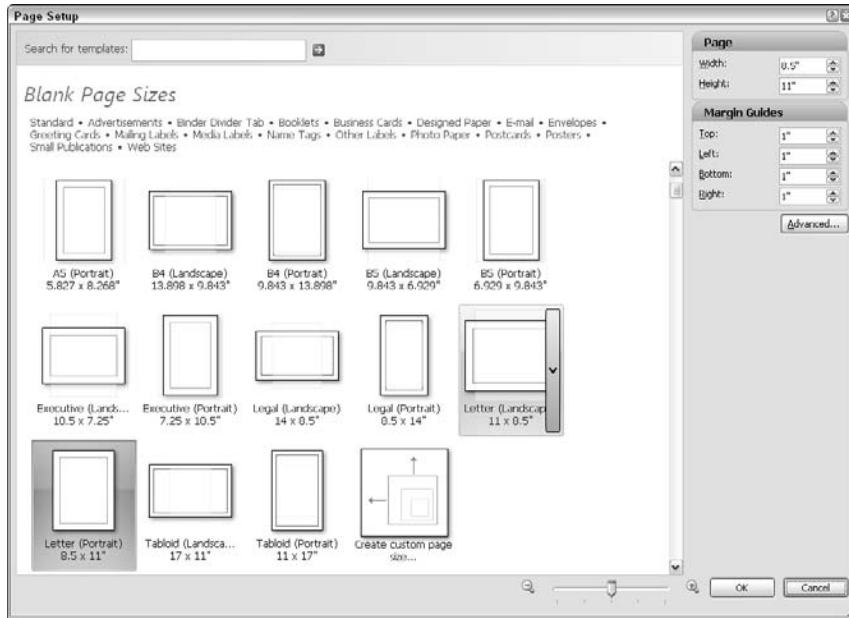 Page Setup
Search for templates:
Blank Page Sizes
Standard • Advertisements • Binder Divider Tab • Booklets • Business Cards • Designed Paper • E-mail • Envelopes •
Greeting Cards • Mailing Labels • Media Labels • Name Tags • Other Labels • Photo Paper • Postcards • Posters •
Small Publications • Web Sites
A5 (Portrait)
5.827 x 8.268"
B4 (Landscape)
13.898 x 9.843"
B4 (Portrait)
9.843 x 13.898"
B5 (Landscape)
9.843 x 6.929"
B5 (Portrait)
6.929 x 9.843"
Executive (Lands...
10.5 x 7.25"
Executive (Portrait)
7.25 x 10.5"
Legal (Landscape)
14 x 8.5"
Legal (Portrait)
8.5 x 14"
Letter (Landscap
11 x 8.5"
Letter (Portrait)
8.5 x 11"
Tabloid (Landsca...
17 x 11"
Tabloid (Portrait)
11 x 17"
Create custom page
size...
Page
Width: 8.5"
Height: 11"
Margin Guides
Top: 1"
Left: 1"
Bottom: 1"
Right: 1"
Advanced...
OK
Cancel